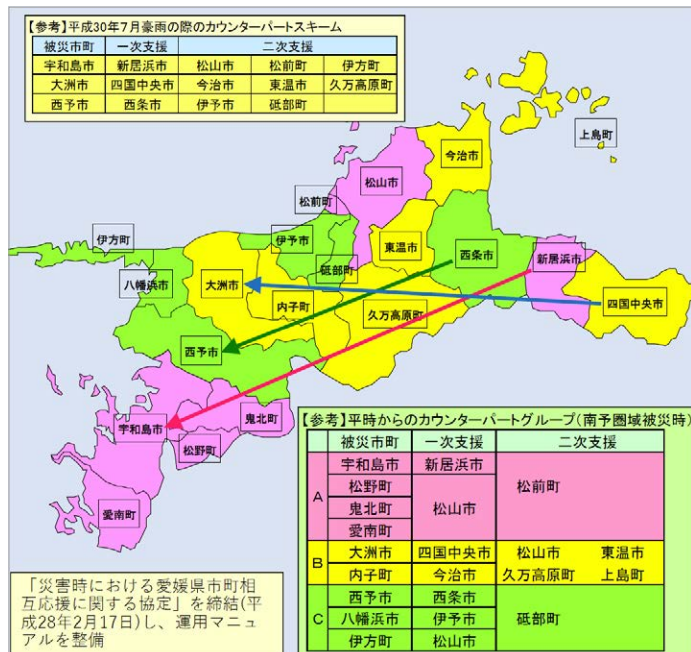 【参考】平成30年7月豪雨の際のカウンターパートスキーム
被災市町 一次支援 二次支援
宇和島市 新居浜市 松山市 松前町 伊方町
大洲市 四国中央市 今治市 東温市 久万高原町
西予市 西条市 伊予市 砥部町
上島町
今治市
松山市
松前町
伊方町
伊予市
東温市
西条市
新居浜市
砥部町
八幡浜市
大洲市
内子町
久万高原町
四国中央市
西予市
鬼北町
宇和島市
松野町
愛南町
【参考】平時からのカウンターパートグループ(南予圏域被災時)
被災市町 一次支援 二次支援
A
宇和島市 新居浜市
松野町
鬼北町
愛南町
松山市
松前町
B
大洲市 四国中央市 松山市 東温市
内子町 今治市 久万高原町 上島町
C
西予市 西条市
八幡浜市 伊予市
伊方町 松山市
砥部町
「災害時における愛媛県市町相
互応援に関する協定」を締結(平
成28年2月17日)し、運用マニュ
アルを整備